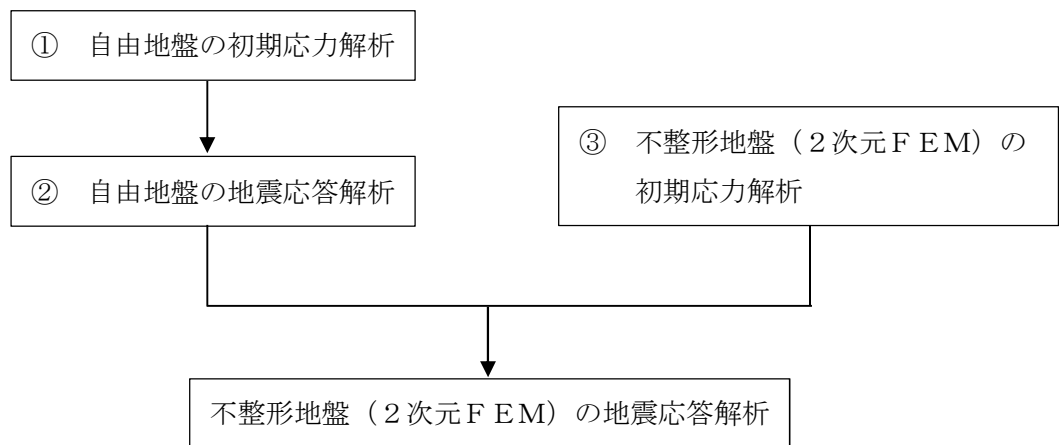 ① 自由地盤の初期応力解析
② 自由地盤の地震応答解析
③ 不整形地盤（２次元ＦＥＭ）の
初期応力解析
不整形地盤（２次元ＦＥＭ）の地震応答解析